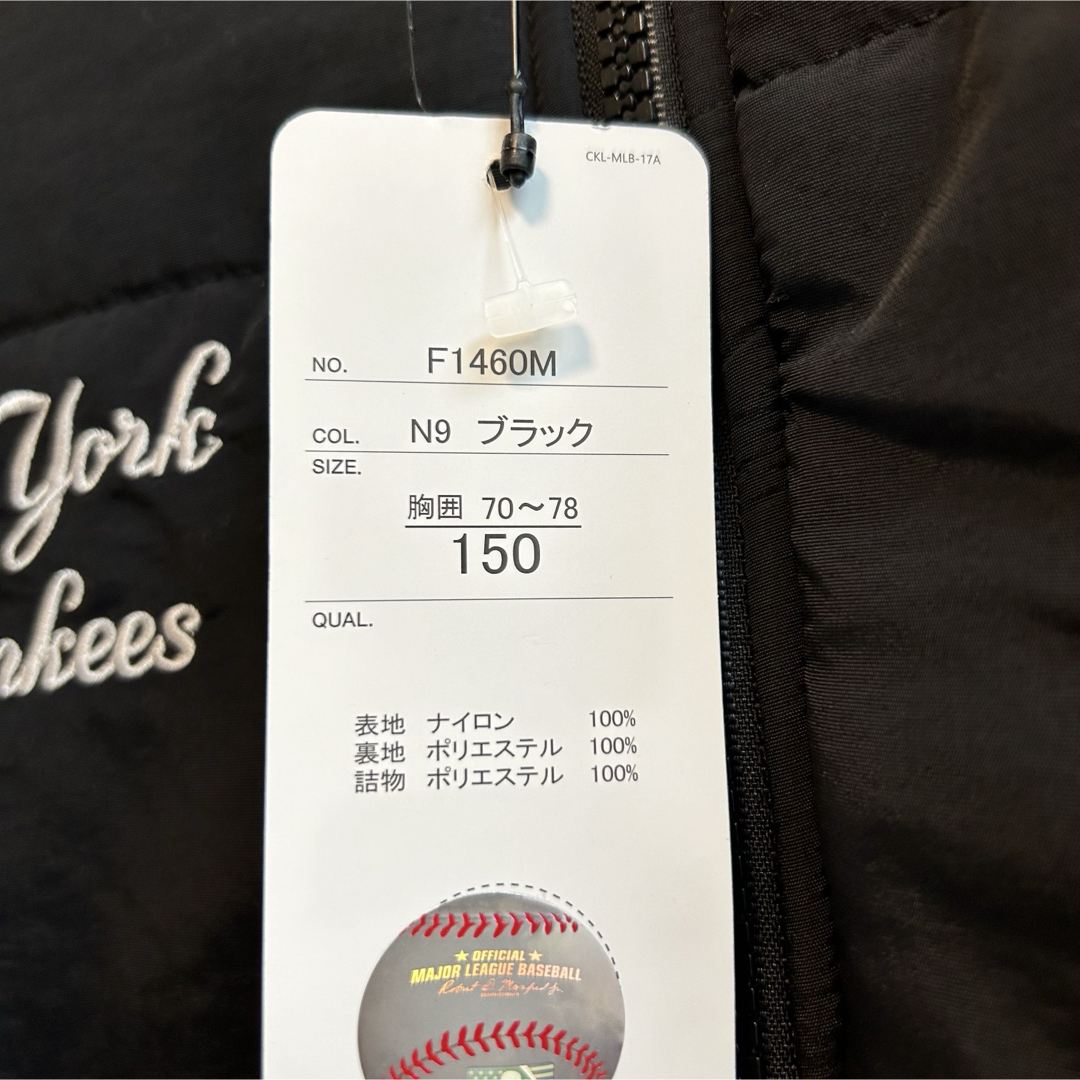 CKL-MLB-17A
NO. F1460M
COL. N9 ブラック
SIZE.
胸囲 70～78
150
QUAL.
表地 ナイロン 100%
裏地 ポリエステル 100%
詰物 ポリエステル 100%
York
nkees
★ OFFICIAL ★
MAJOR LEAGUE BASEBALL